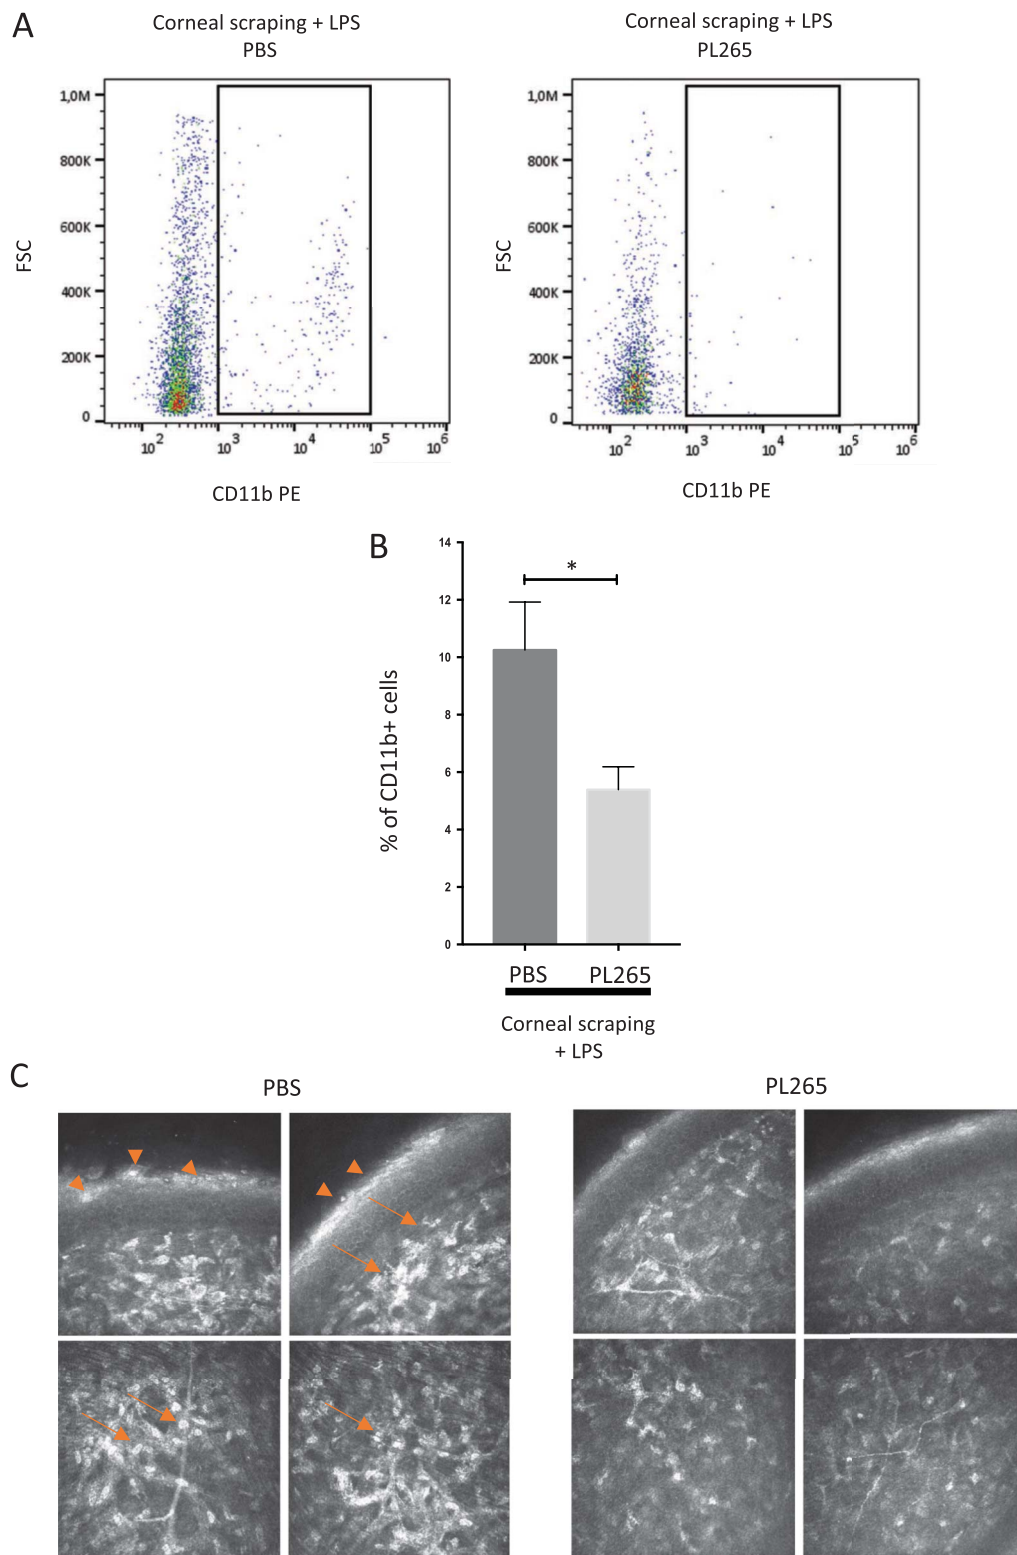 A
Corneal scraping + LPS
PBS
Corneal scraping + LPS
PL265
1,0M
800K
600K
400K
200K
0
FSC
10^2
10^3
10^4
10^5
10^6
CD11b PE
1,0M
800K
600K
400K
200K
0
FSC
10^2
10^3
10^4
10^5
10^6
CD11b PE
B
14
12
10
8
6
4
2
0
% of CD11b+ cells
*
PBS
PL265
Corneal scraping
+ LPS
C
PBS
PL265